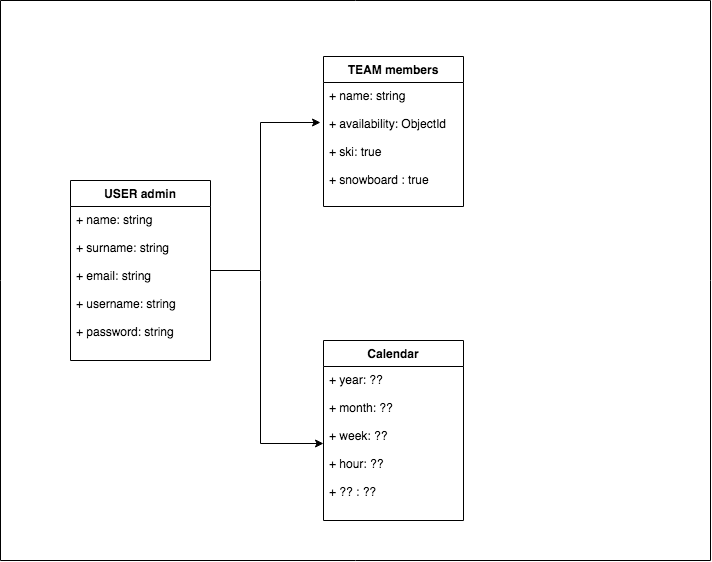 TEAM members
+ name: string
+ availability: ObjectId
+ ski: true
+ snowboard : true
USER admin
+ name: string
+ surname: string
+ email: string
+ username: string
+ password: string
Calendar
+ year: ??
+ month: ??
+ week: ??
+ hour: ??
+ ?? : ??